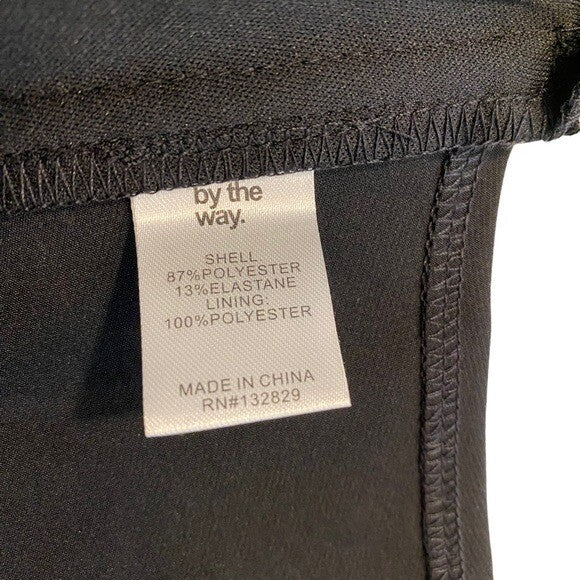 by the
way.
SHELL
87%POLYESTER
13%ELASTANE
LINING:
100%POLYESTER
MADE IN CHINA
RN#132829